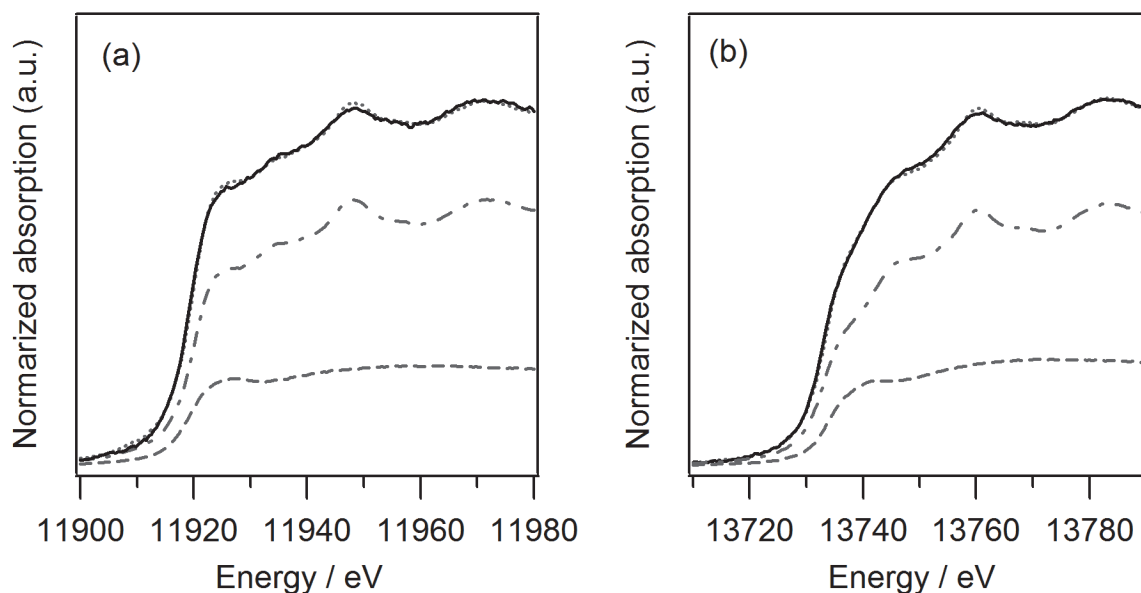 (a)
Normarized absorption (a.u.)
11900 11920 11940 11960 11980
Energy / eV
(b)
Normarized absorption (a.u.)
13720 13740 13760 13780
Energy / eV